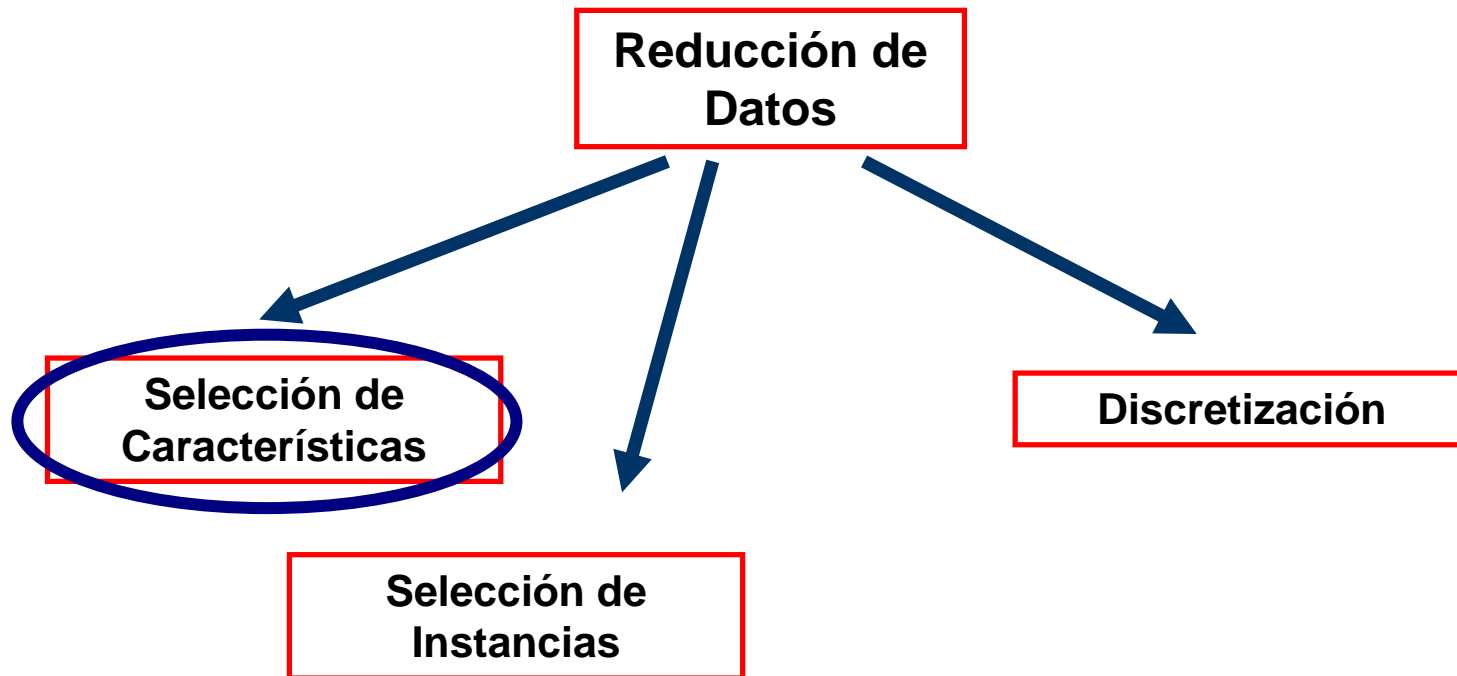 Reducción de
Datos
Selección de
Características
Discretización
Selección de
Instancias